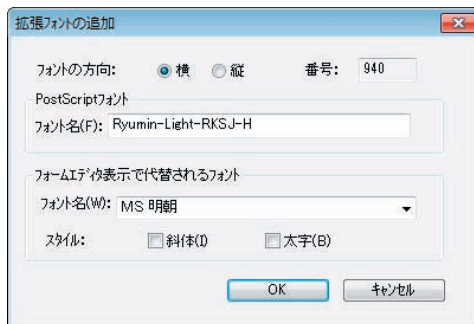 拡張フォントの追加
フォントの方向: 横 縦 番号: 940
PostScriptフォント
フォント名(F): Ryumin-Light-RKSJ-H
フォームエディタ表示で代替されるフォント
フォント名(W): MS 明朝
スタイル: 斜体(I) 太字(B)
OK キャンセル